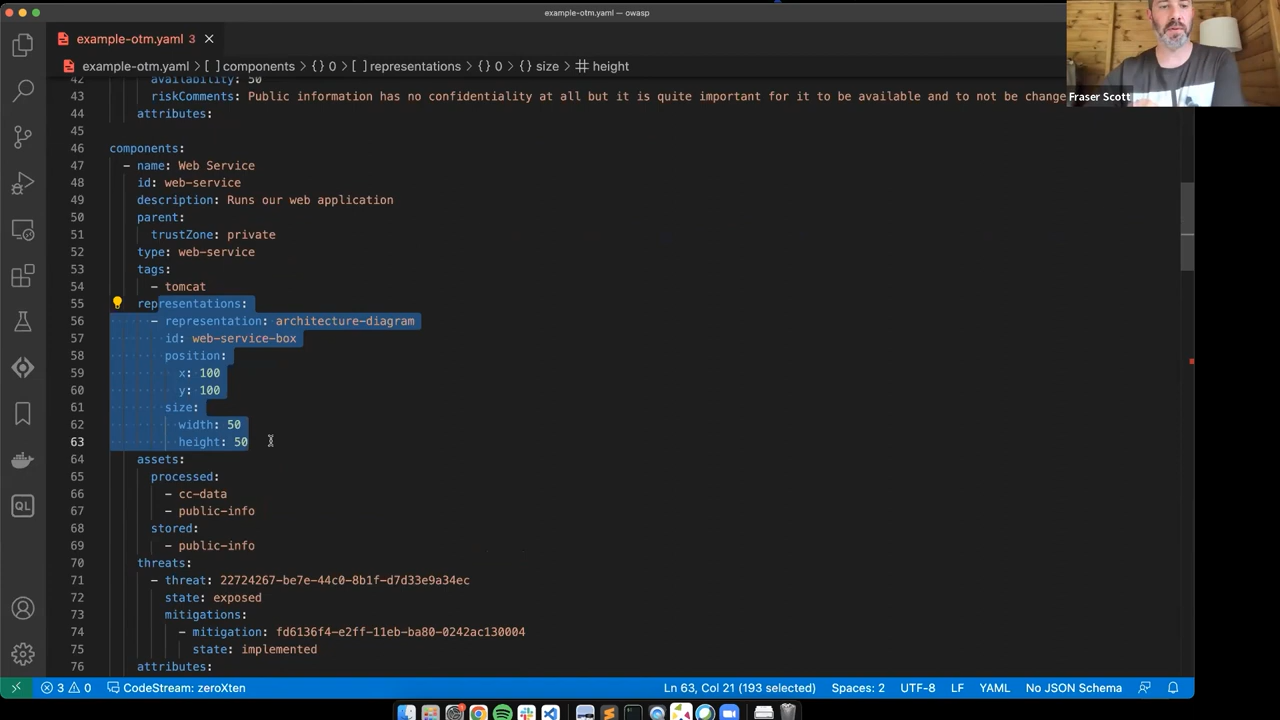 example-otm.yaml — owasp
example-otm.yaml 3
example-otm.yaml > [ ] components > {} 0 > [ ] representations > {} 0 > {} size > # height
42 availability: 50
43 riskComments: Public information has no confidentiality at all but it is quite important for it to be available and to not be change
44 attributes:
45
46 components:
47 - name: Web Service
48 id: web-service
49 description: Runs our web application
50 parent:
51 trustZone: private
52 type: web-service
53 tags:
54 - tomcat
55 representations:
56 - representation: architecture-diagram
57 id: web-service-box
58 position:
59 x: 100
60 y: 100
61 size:
62 width: 50
63 height: 50
64 assets:
65 processed:
66 - cc-data
67 - public-info
68 stored:
69 - public-info
70 threats:
71 - threat: 22724267-be7e-44c0-8b1f-d7d33e9a34ec
72 state: exposed
73 mitigations:
74 - mitigation: fd6136f4-e2ff-11eb-ba80-0242ac130004
75 state: implemented
76 attributes:
Fraser Scott
QL
3 0 CodeStream: zeroXten Ln 63, Col 21 (193 selected) Spaces: 2 UTF-8 LF YAML No JSON Schema